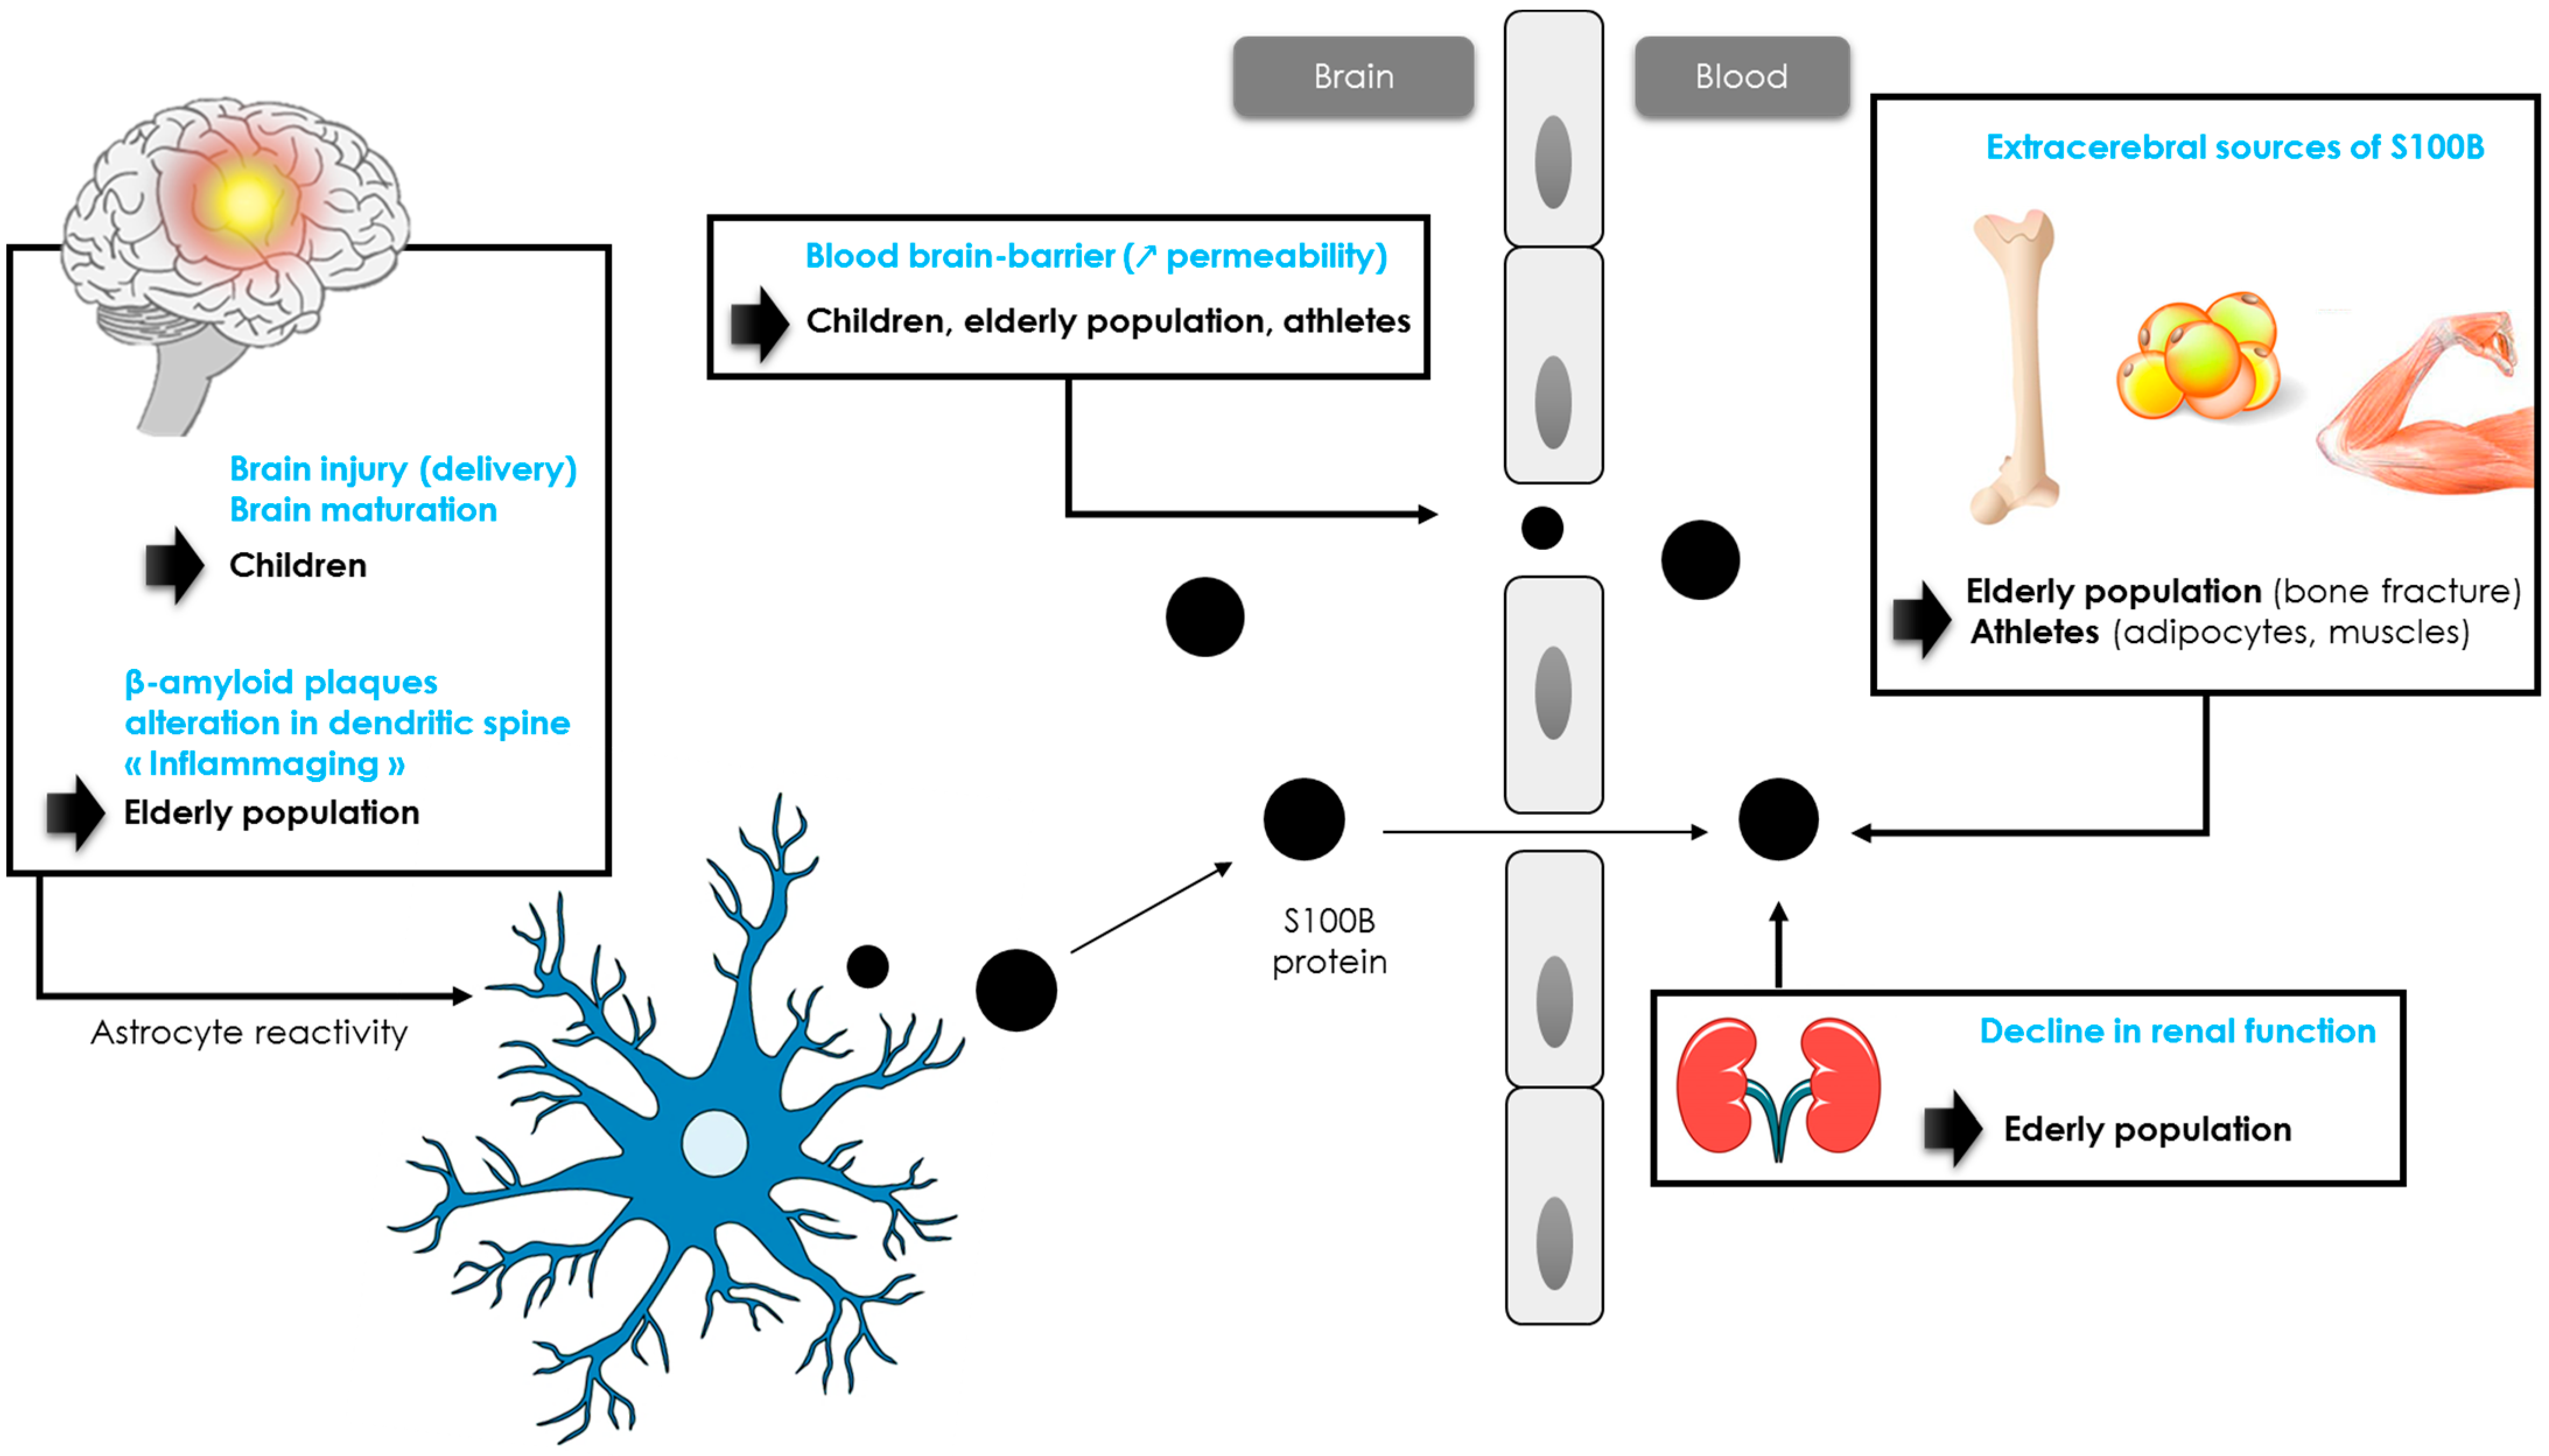 Brain
Blood
Extracerebral sources of S100B
Blood brain-barrier (↗ permeability)
Children, elderly population, athletes
Brain injury (delivery)
Brain maturation
Children
Elderly population (bone fracture)
Athletes (adipocytes, muscles)
β-amyloid plaques
alteration in dendritic spine
« Inflammaging »
Elderly population
S100B
protein
Astrocyte reactivity
Decline in renal function
Ederly population